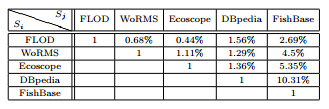 S_i S_j FLOD WoRMS Ecoscope DBpedia FishBase
FLOD 1 0.68% 0.44% 1.56% 2.69%
WoRMS 1 1.11% 1.29% 4.5%
Ecoscope 1 1.36% 5.35%
DBpedia 1 10.31%
FishBase 1